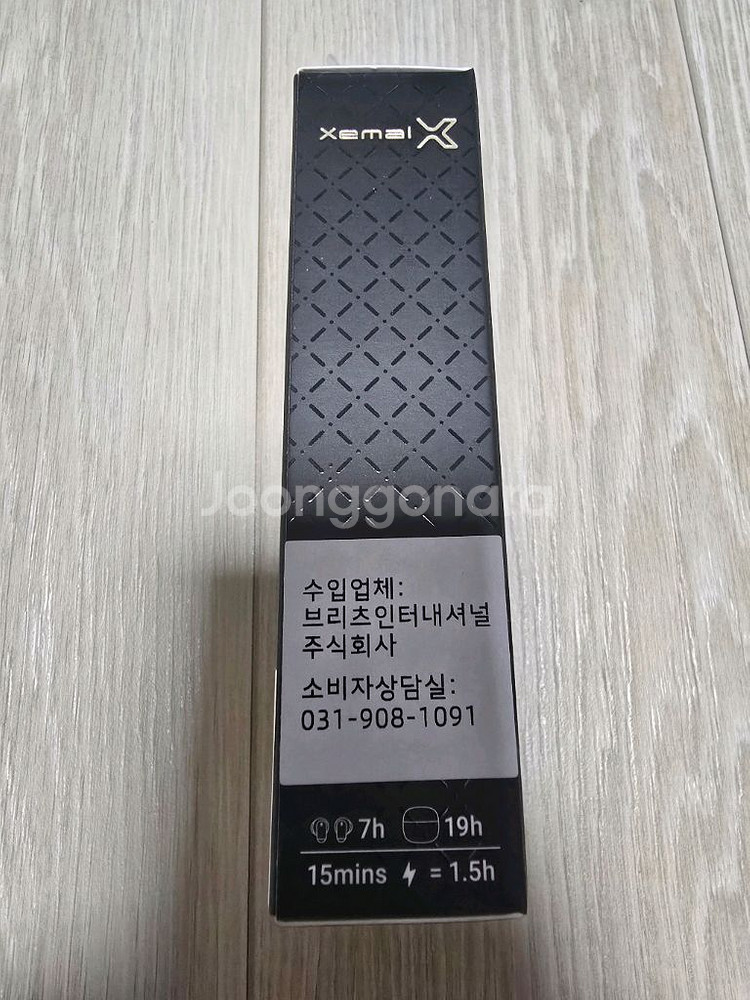 xemal X
Joonggonara
수입업체:
브리츠인터내셔널
주식회사
소비자상담실:
031-908-1091
7h 19h
15mins = 1.5h